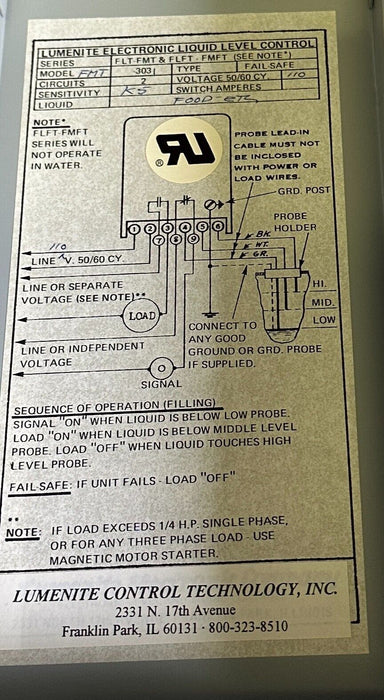 LUMENITE ELECTRONIC LIQUID LEVEL CONTROL
SERIES FLT-FMT & FLFT - FMFT (SEE NOTE*)
MODEL FMT -3031 TYPE FAIL-SAFE
CIRCUITS 2 VOLTAGE 50/60 CY. 110
SENSITIVITY K5 SWITCH AMPERES
LIQUID FOOD ETC
NOTE*
FLFT-FMFT
SERIES WILL
NOT OPERATE
IN WATER.
PROBE LEAD-IN
CABLE MUST NOT
BE INCLOSED
WITH POWER OR
LOAD WIRES.
®
GRD. POST
PROBE
HOLDER
1 2 3 4 5 6
7 8 9
BK.
WT.
GR.
110
LINE V. 50/60 CY.
HI.
MID.
LOW
LINE OR SEPARATE
VOLTAGE (SEE NOTE)**
LOAD
CONNECT TO
ANY GOOD
GROUND OR GRD. PROBE
IF SUPPLIED.
LINE OR INDEPENDENT
VOLTAGE
SIGNAL
SEQUENCE OF OPERATION (FILLING)
SIGNAL "ON" WHEN LIQUID IS BELOW LOW PROBE.
LOAD "ON" WHEN LIQUID IS BELOW MIDDLE LEVEL
PROBE. LOAD "OFF" WHEN LIQUID TOUCHES HIGH
LEVEL PROBE.
FAIL-SAFE: IF UNIT FAILS - LOAD "OFF"
**
NOTE: IF LOAD EXCEEDS 1/4 H.P. SINGLE PHASE,
OR FOR ANY THREE PHASE LOAD - USE
MAGNETIC MOTOR STARTER.
LUMENITE CONTROL TECHNOLOGY, INC.
2331 N. 17th Avenue
Franklin Park, IL 60131 · 800-323-8510